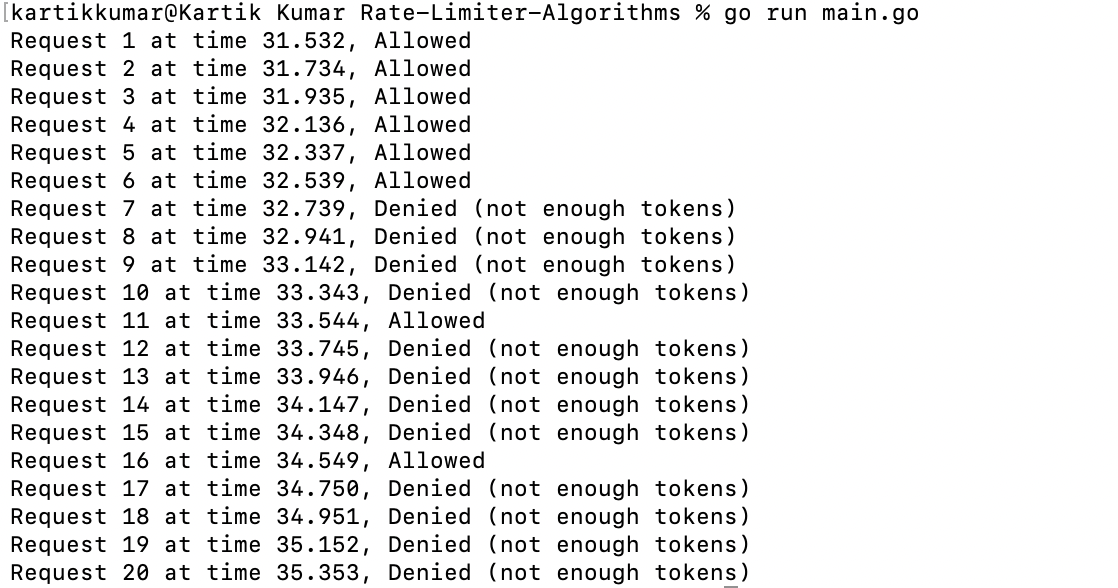 [kartikkumar@Kartik Kumar Rate-Limiter-Algorithms % go run main.go
Request 1 at time 31.532, Allowed
Request 2 at time 31.734, Allowed
Request 3 at time 31.935, Allowed
Request 4 at time 32.136, Allowed
Request 5 at time 32.337, Allowed
Request 6 at time 32.539, Allowed
Request 7 at time 32.739, Denied (not enough tokens)
Request 8 at time 32.941, Denied (not enough tokens)
Request 9 at time 33.142, Denied (not enough tokens)
Request 10 at time 33.343, Denied (not enough tokens)
Request 11 at time 33.544, Allowed
Request 12 at time 33.745, Denied (not enough tokens)
Request 13 at time 33.946, Denied (not enough tokens)
Request 14 at time 34.147, Denied (not enough tokens)
Request 15 at time 34.348, Denied (not enough tokens)
Request 16 at time 34.549, Allowed
Request 17 at time 34.750, Denied (not enough tokens)
Request 18 at time 34.951, Denied (not enough tokens)
Request 19 at time 35.152, Denied (not enough tokens)
Request 20 at time 35.353, Denied (not enough tokens)